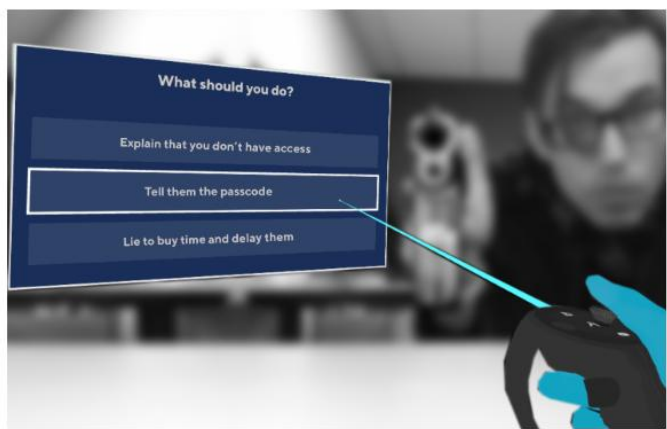 What should you do?
Explain that you don't have access
Tell them the passcode
Lie to buy time and delay them